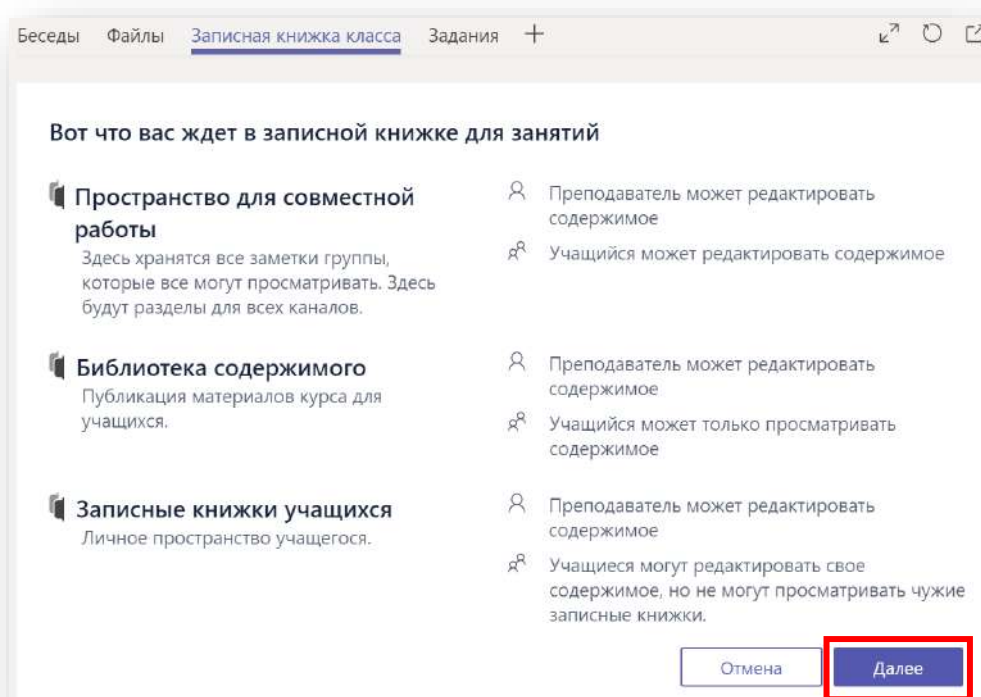 Беседы Файлы Записная книжка класса Задания +
Вот что вас ждет в записной книжке для занятий
Пространство для совместной
работы
Здесь хранятся все заметки группы,
которые все могут просматривать. Здесь
будут разделы для всех каналов.
Преподаватель может редактировать
содержимое
Учащийся может редактировать содержимое
Библиотека содержимого
Публикация материалов курса для
учащихся.
Преподаватель может редактировать
содержимое
Учащийся может только просматривать
содержимое
Записные книжки учащихся
Личное пространство учащегося.
Преподаватель может редактировать
содержимое
Учащиеся могут редактировать свое
содержимое, но не могут просматривать чужие
записные книжки.
Отмена Далее